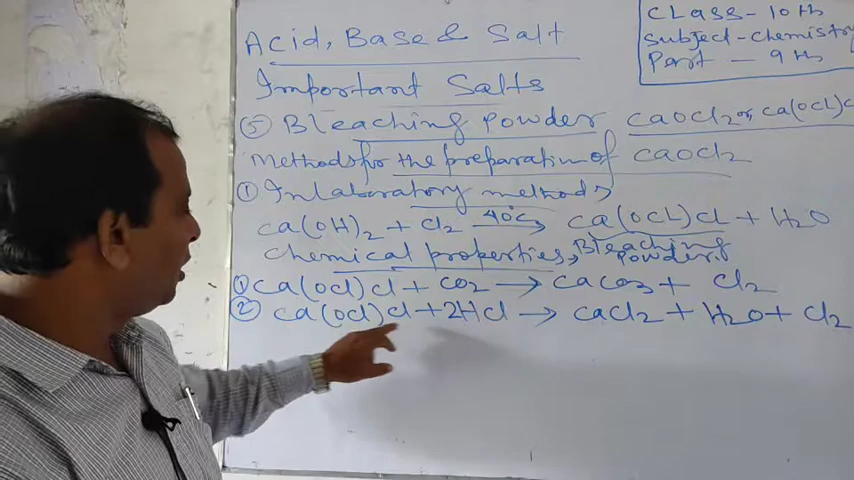 Acid, Base & Salt
CLass-10th
Subject-Chemistry
Part — 9th
Important Salts
⑤ Bleaching Powder caocl₂ or, ca(ocl)c
Methods for the preparation of caocl₂
① In laboratory method→
ca(oH)₂ + cl₂ —40°c→ ca(ocl)cl + H₂O
chemical properties→ Bleaching powder.
① ca(ocl)cl + co₂ → caco₃ + cl₂
② ca(ocl)cl + 2Hcl → cacl₂ + H₂O + cl₂